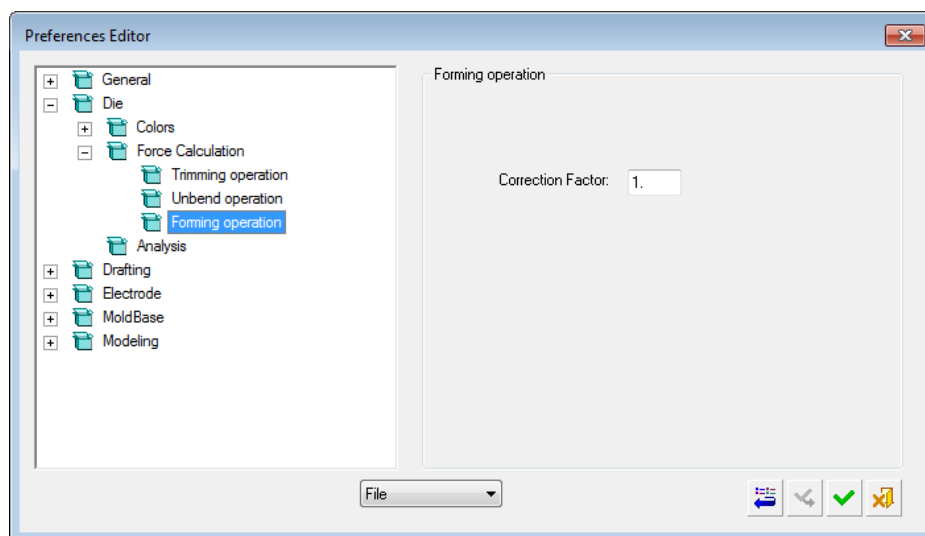 Preferences Editor
General
Die
Colors
Force Calculation
Trimming operation
Unbend operation
Forming operation
Analysis
Drafting
Electrode
MoldBase
Modeling
Forming operation
Correction Factor: 1.
File